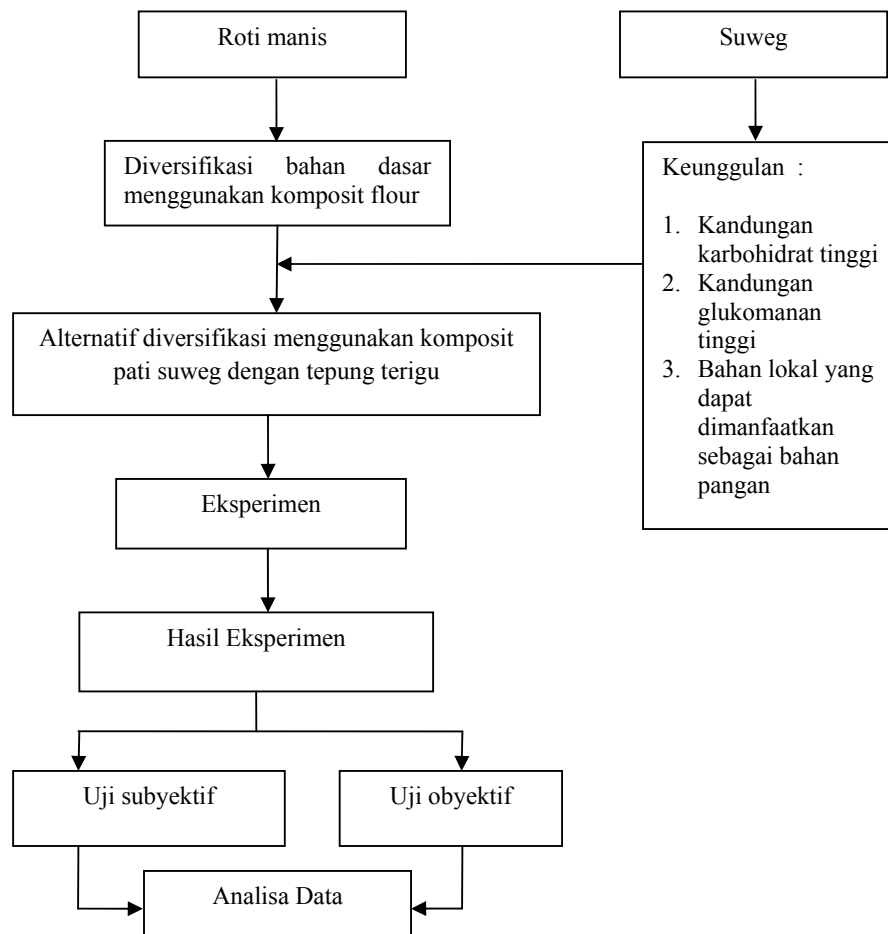 Roti manis
Suweg
Diversifikasi bahan dasar
menggunakan komposit flour
Keunggulan :
1. Kandungan
karbohidrat tinggi
2. Kandungan
glukomanan
tinggi
3. Bahan lokal yang
dapat
dimanfaatkan
sebagai bahan
pangan
Alternatif diversifikasi menggunakan komposit
pati suweg dengan tepung terigu
Eksperimen
Hasil Eksperimen
Uji subyektif
Uji obyektif
Analisa Data